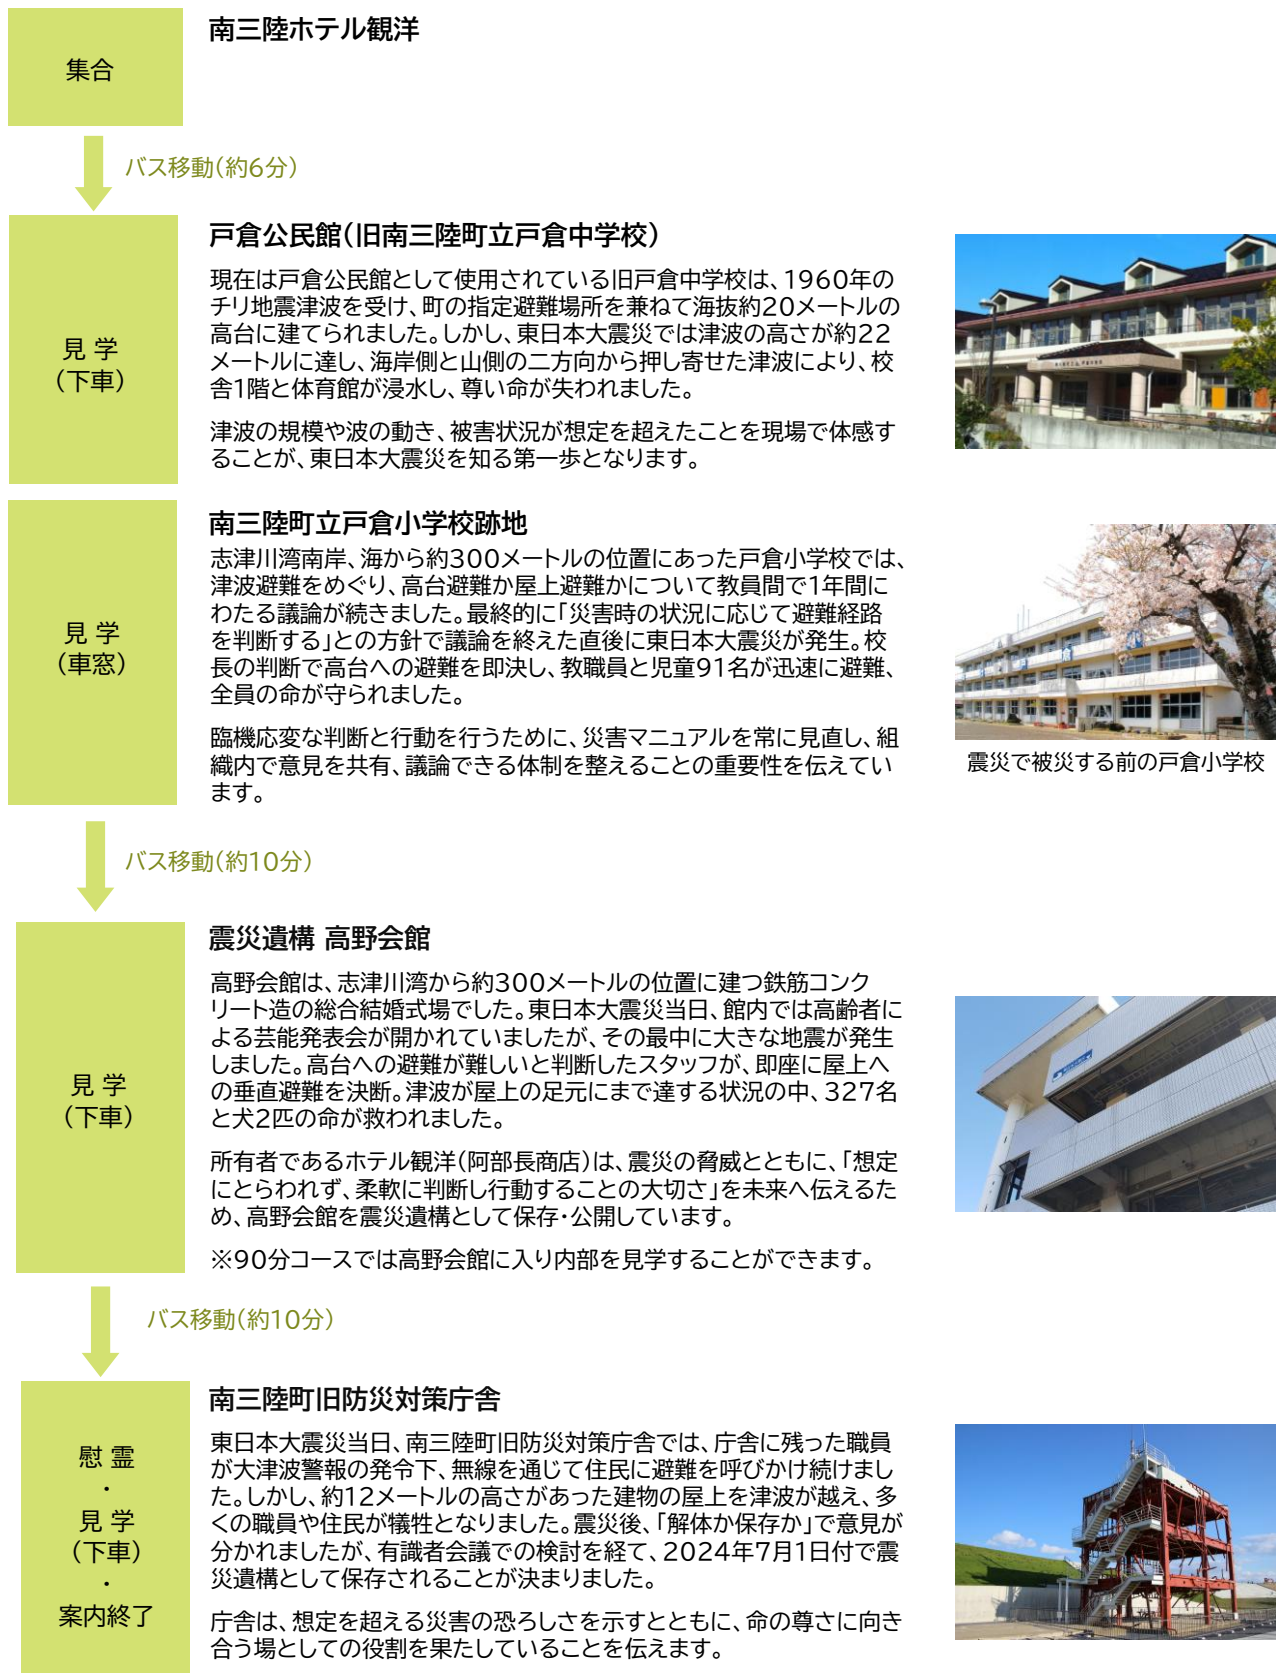 集合
南三陸ホテル観洋
バス移動（約6分）
見 学
（下車）
戸倉公民館（旧南三陸町立戸倉中学校）
現在は戸倉公民館として使用されている旧戸倉中学校は、1960年の
チリ地震津波を受け、町の指定避難場所を兼ねて海抜約20メートルの
高台に建てられました。しかし、東日本大震災では津波の高さが約22
メートルに達し、海岸側と山側の二方向から押し寄せた津波により、校
舎1階と体育館が浸水し、尊い命が失われました。
津波の規模や波の動き、被害状況が想定を超えたことを現場で体感す
ることが、東日本大震災を知る第一歩となります。
見 学
（車窓）
南三陸町立戸倉小学校跡地
志津川湾南岸、海から約300メートルの位置にあった戸倉小学校では、
津波避難をめぐり、高台避難か屋上避難かについて教員間で1年間に
わたる議論が続きました。最終的に「災害時の状況に応じて避難経路
を判断する」との方針で議論を終えた直後に東日本大震災が発生。校
長の判断で高台への避難を即決し、教職員と児童91名が迅速に避難、
全員の命が守られました。
臨機応変な判断と行動を行うために、災害マニュアルを常に見直し、組
織内で意見を共有、議論できる体制を整えることの重要性を伝えてい
ます。
震災で被災する前の戸倉小学校
バス移動（約10分）
見 学
（下車）
震災遺構 高野会館
高野会館は、志津川湾から約300メートルの位置に建つ鉄筋コンク
リート造の総合結婚式場でした。東日本大震災当日、館内では高齢者に
よる芸能発表会が開かれていましたが、その最中に大きな地震が発生
しました。高台への避難が難しいと判断したスタッフが、即座に屋上へ
の垂直避難を決断。津波が屋上の足元にまで達する状況の中、327名
と犬2匹の命が救われました。
所有者であるホテル観洋（阿部長商店）は、震災の脅威とともに、「想定
にとらわれず、柔軟に判断し行動することの大切さ」を未来へ伝えるた
め、高野会館を震災遺構として保存・公開しています。
※90分コースでは高野会館に入り内部を見学することができます。
バス移動（約10分）
慰 霊
・
見 学
（下車）
・
案内終了
南三陸町旧防災対策庁舎
東日本大震災当日、南三陸町旧防災対策庁舎では、庁舎に残った職員
が大津波警報の発令下、無線を通じて住民に避難を呼びかけ続けまし
た。しかし、約12メートルの高さがあった建物の屋上を津波が越え、多
くの職員や住民が犠牲となりました。震災後、「解体か保存か」で意見が
分かれましたが、有識者会議での検討を経て、2024年7月1日付で震
災遺構として保存されることが決まりました。
庁舎は、想定を超える災害の恐ろしさを示すとともに、命の尊さに向き
合う場としての役割を果たしていることを伝えます。